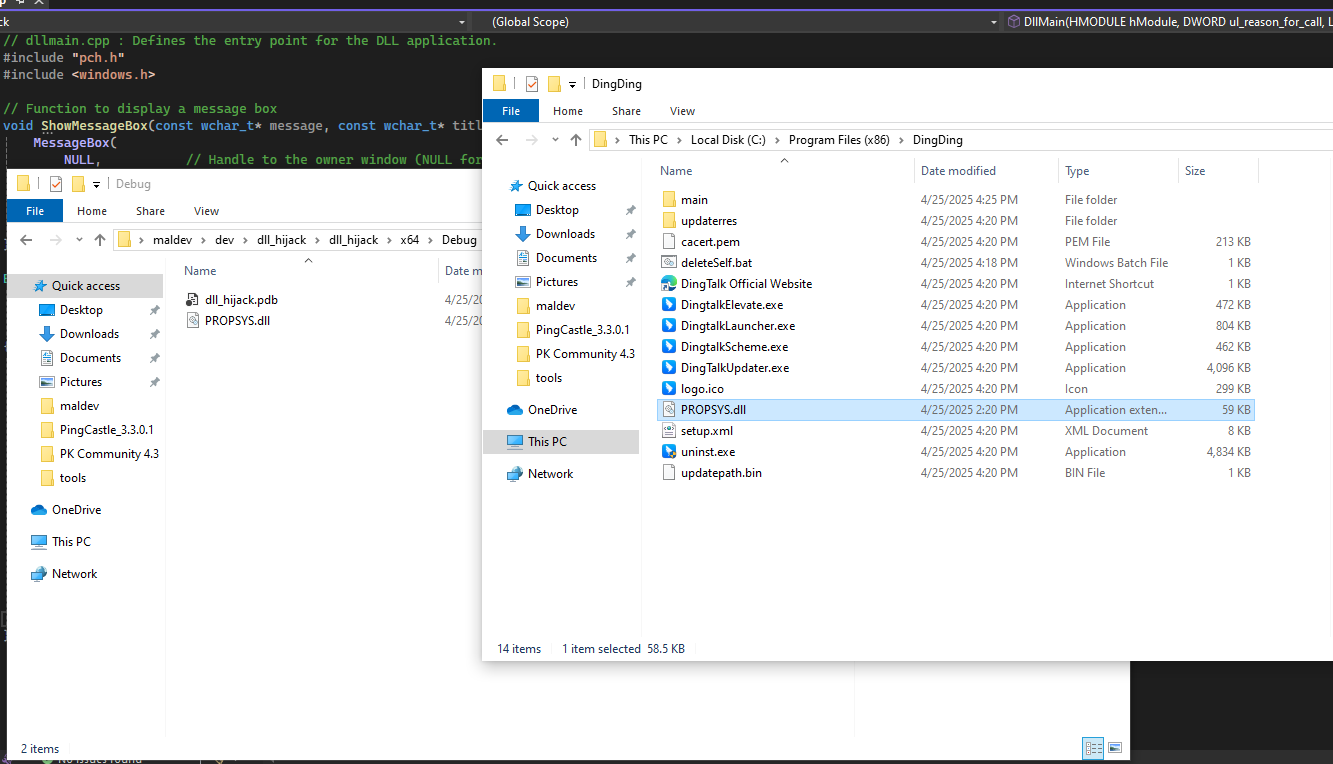 ck
(Global Scope)
DllMain(HMODULE hModule, DWORD ul_reason_for_call, L
// dllmain.cpp : Defines the entry point for the DLL application.
#include "pch.h"
#include <windows.h>
// Function to display a message box
void ShowMessageBox(const wchar_t* message, const wchar_t* titl
MessageBox(
NULL, // Handle to the owner window (NULL for
Debug
File Home Share View
maldev dev dll_hijack dll_hijack x64 Debug
Name Date m
Quick access
Desktop
Downloads
Documents
Pictures
maldev
PingCastle_3.3.0.1
PK Community 4.3
tools
OneDrive
This PC
Network
dll_hijack.pdb 4/25/20
PROPSYS.dll 4/25/20
2 items
No issues found
DingDing
File Home Share View
This PC Local Disk (C:) Program Files (x86) DingDing
Quick access
Desktop
Downloads
Documents
Pictures
maldev
PingCastle_3.3.0.1
PK Community 4.3
tools
OneDrive
This PC
Network
Name Date modified Type Size
main 4/25/2025 4:25 PM File folder
updaterres 4/25/2025 4:20 PM File folder
cacert.pem 4/25/2025 4:20 PM PEM File 213 KB
deleteSelf.bat 4/25/2025 4:18 PM Windows Batch File 1 KB
DingTalk Official Website 4/25/2025 4:20 PM Internet Shortcut 1 KB
DingtalkElevate.exe 4/25/2025 4:20 PM Application 472 KB
DingtalkLauncher.exe 4/25/2025 4:20 PM Application 804 KB
DingtalkScheme.exe 4/25/2025 4:20 PM Application 462 KB
DingTalkUpdater.exe 4/25/2025 4:20 PM Application 4,096 KB
logo.ico 4/25/2025 4:20 PM Icon 299 KB
PROPSYS.dll 4/25/2025 2:20 PM Application exten... 59 KB
setup.xml 4/25/2025 4:20 PM XML Document 8 KB
uninst.exe 4/25/2025 4:20 PM Application 4,834 KB
updatepath.bin 4/25/2025 4:20 PM BIN File 1 KB
14 items 1 item selected 58.5 KB